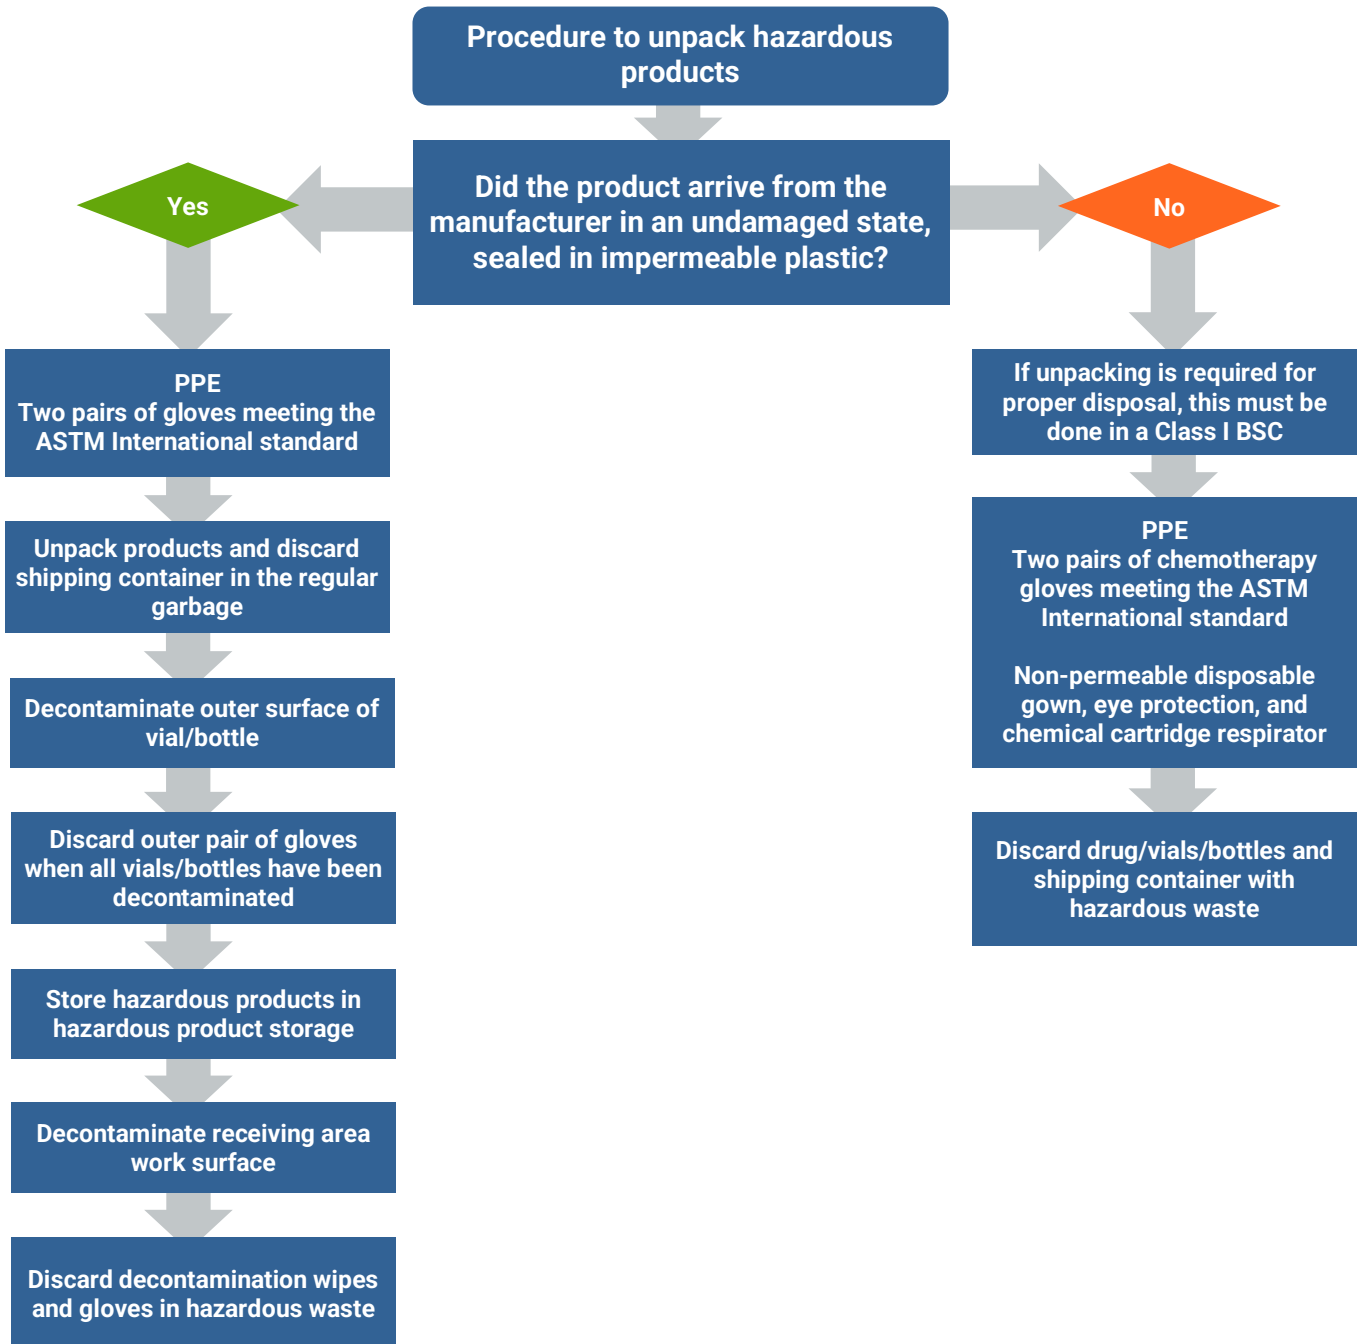 Procedure to unpack hazardous
products
Did the product arrive from the
manufacturer in an undamaged state,
sealed in impermeable plastic?
Yes
No
PPE
Two pairs of gloves meeting the
ASTM International standard
Unpack products and discard
shipping container in the regular
garbage
Decontaminate outer surface of
vial/bottle
Discard outer pair of gloves
when all vials/bottles have been
decontaminated
Store hazardous products in
hazardous product storage
Decontaminate receiving area
work surface
Discard decontamination wipes
and gloves in hazardous waste
If unpacking is required for
proper disposal, this must be
done in a Class I BSC
PPE
Two pairs of chemotherapy
gloves meeting the ASTM
International standard
Non-permeable disposable
gown, eye protection, and
chemical cartridge respirator
Discard drug/vials/bottles and
shipping container with
hazardous waste